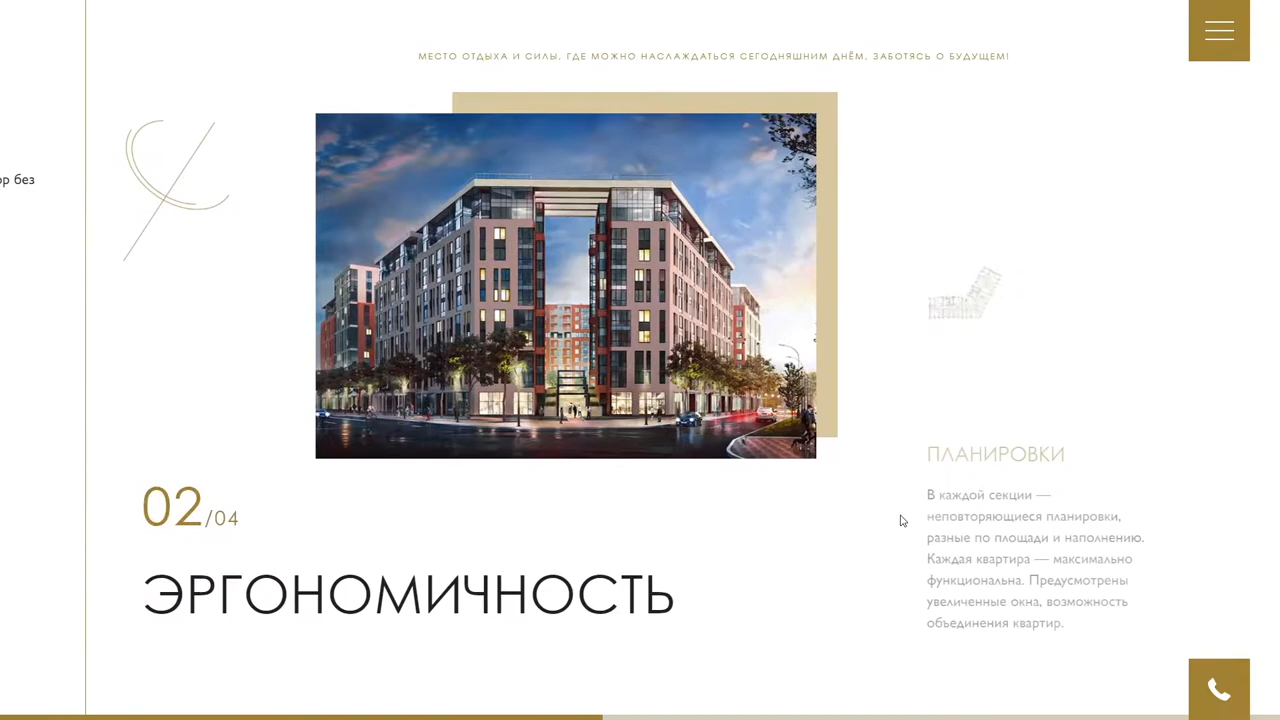 МЕСТО ОТДЫХА И СИЛЫ, ГДЕ МОЖНО НАСЛАЖДАТЬСЯ СЕГОДНЯШНИМ ДНЁМ, ЗАБОТЯСЬ О БУДУЩЕМ!
без
02/04
ЭРГОНОМИЧНОСТЬ
ПЛАНИРОВКИ
В каждой секции —
неповторяющиеся планировки,
разные по площади и наполнению.
Каждая квартира — максимально
функциональна. Предусмотрены
увеличенные окна, возможность
объединения квартир.